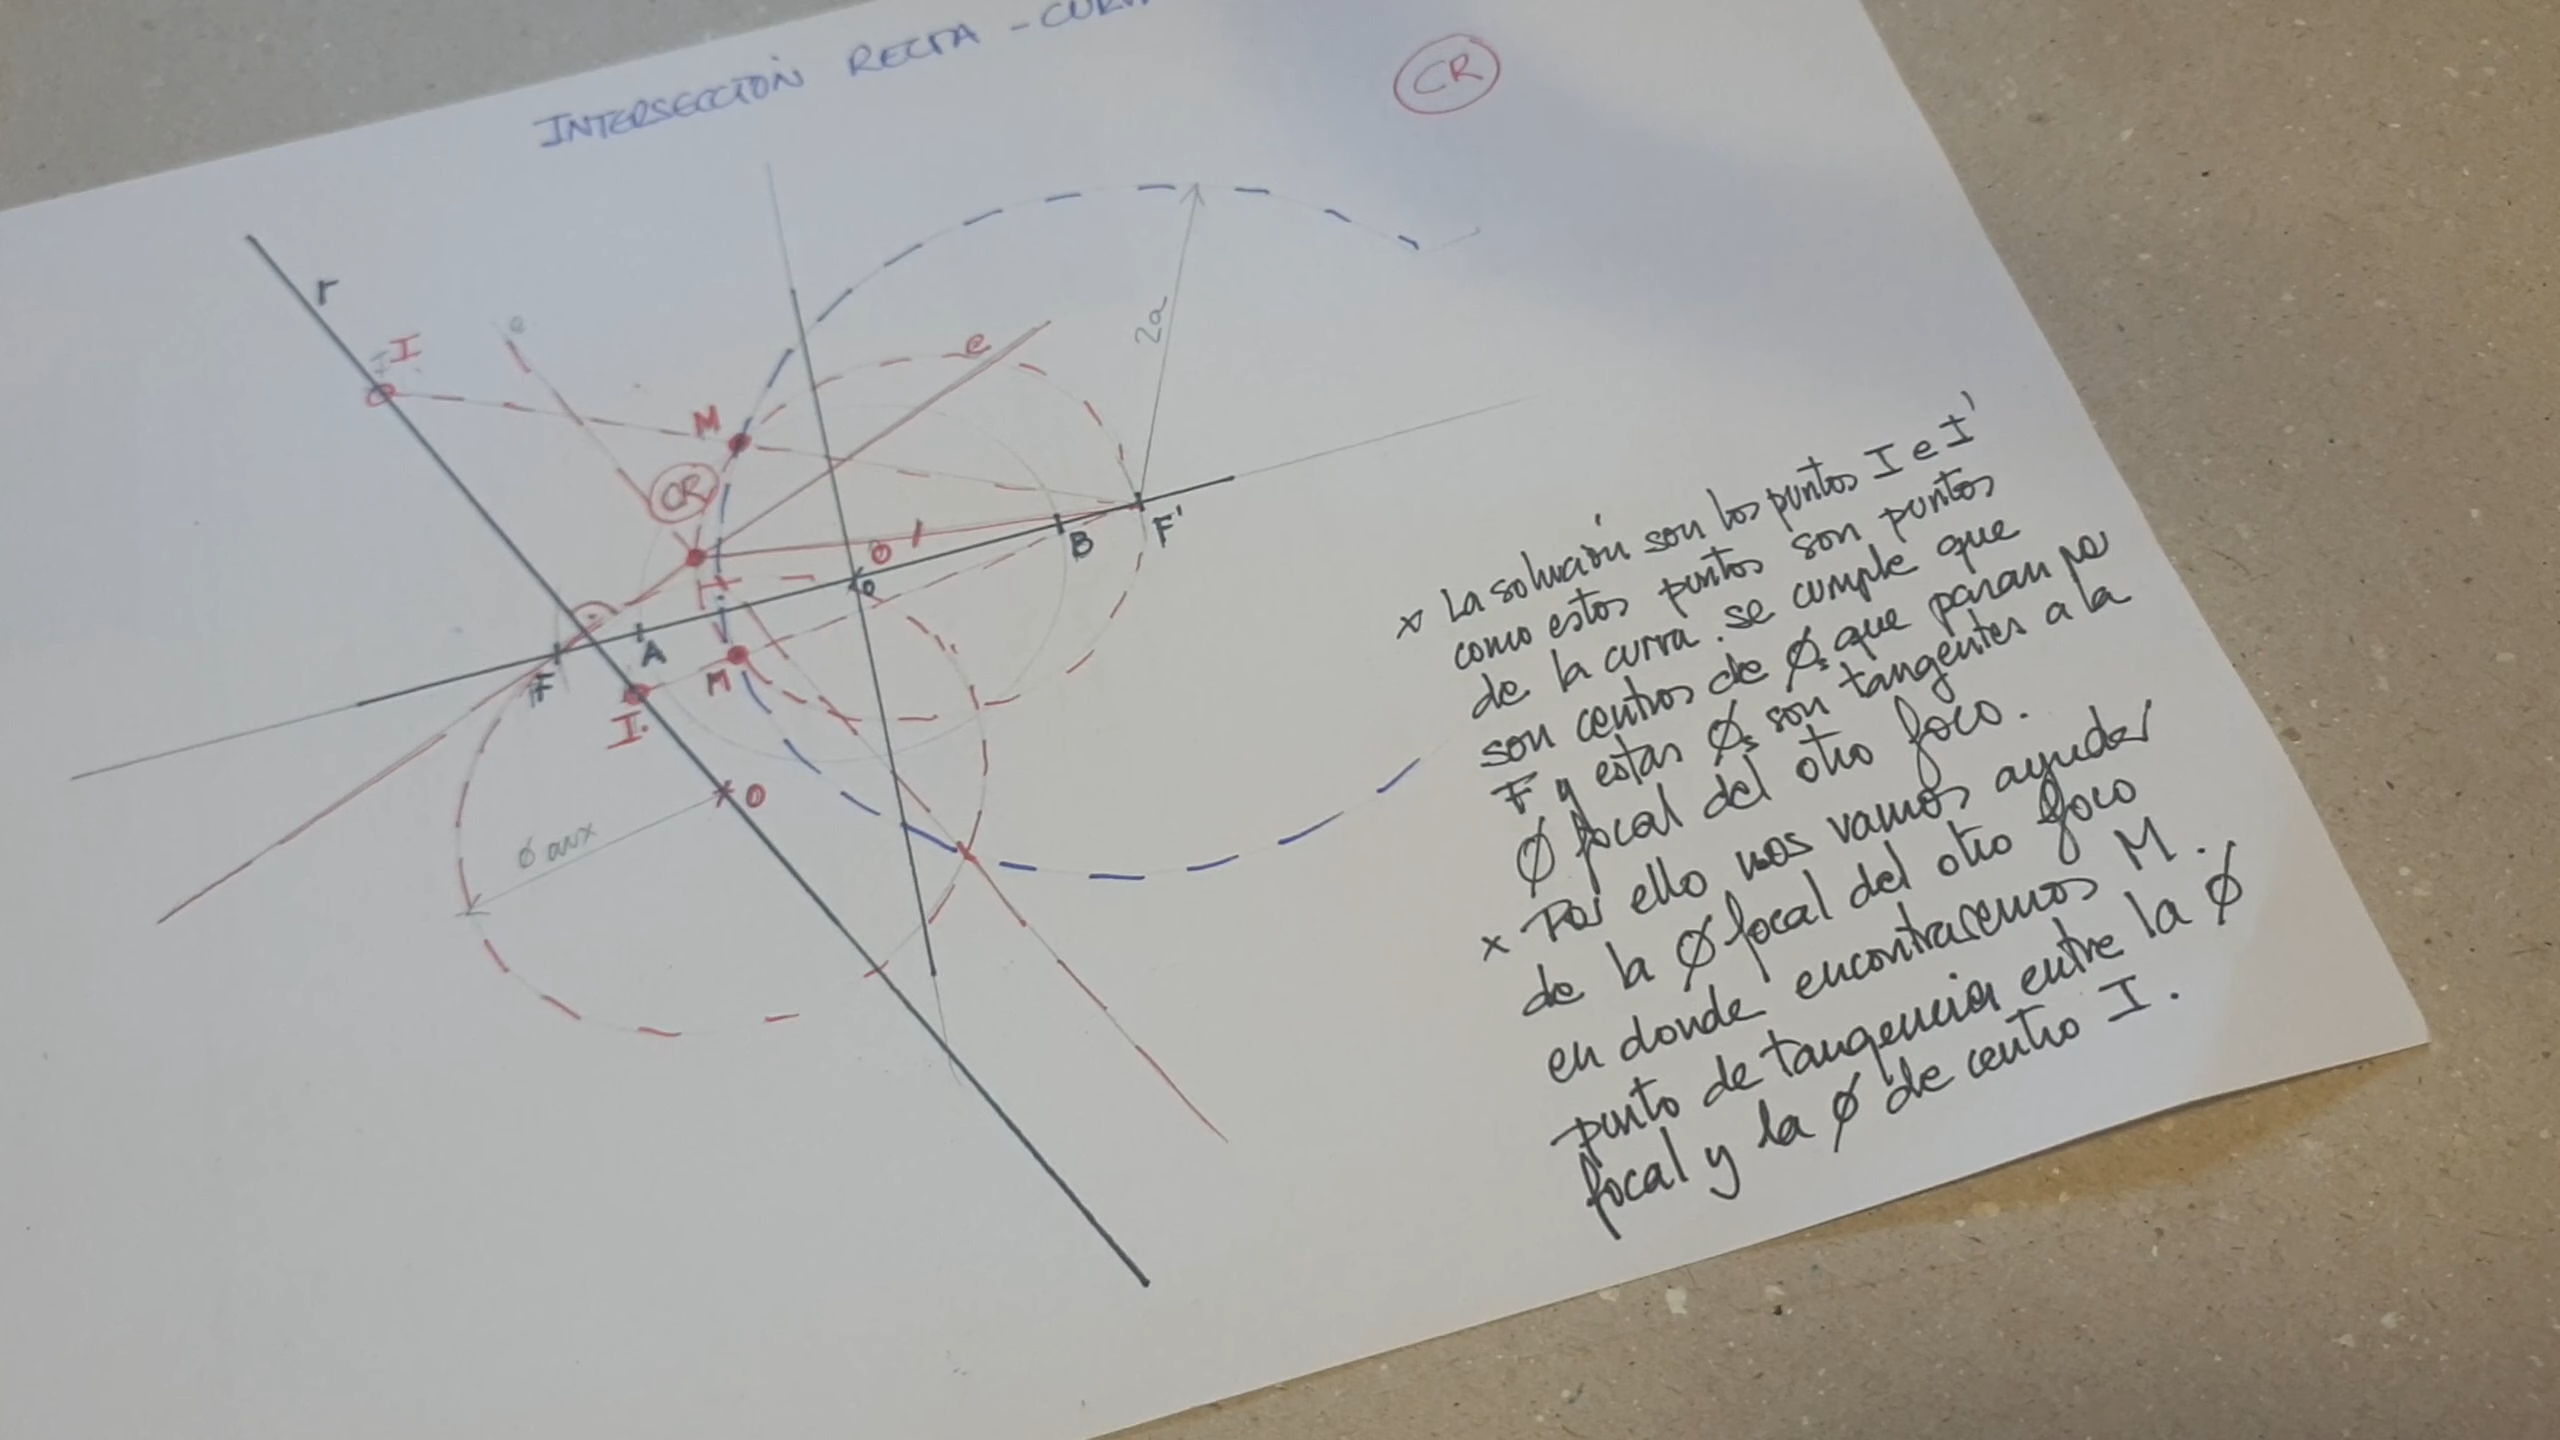 INTERSECCIÓN RECTA -
CR
r
I
e
e
2a
M
CR
O
B
F'
F
A
M
I
O
Ø aux
x La solución son los puntos I e I'
como estos puntos son puntos
de la curva. se cumple que
son centros de Øs que pasan por
F y estas Øs son tangentes a la
Ø focal del otro foco.
x Por ello nos vamos ayudar
de la Ø focal del otro foco
en donde encontraremos M.
punto de tangencia entre la Ø
focal y la Ø de centro I.